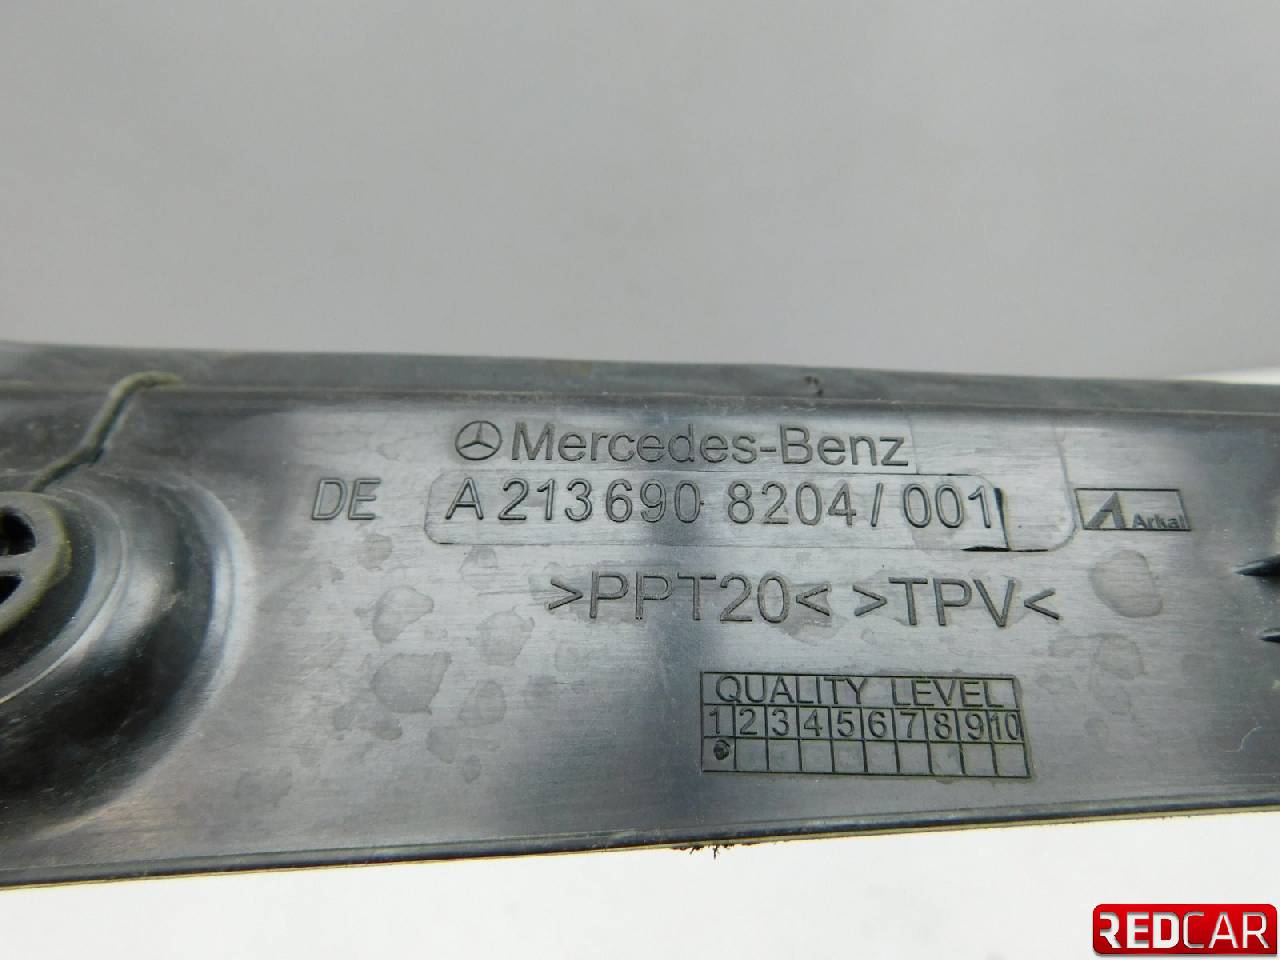 Mercedes-Benz
DE A 213 690 8204/001 Arkal
>PPT20< >TPV<
QUALITY LEVEL
1 2 3 4 5 6 7 8 9 10
REDCAR